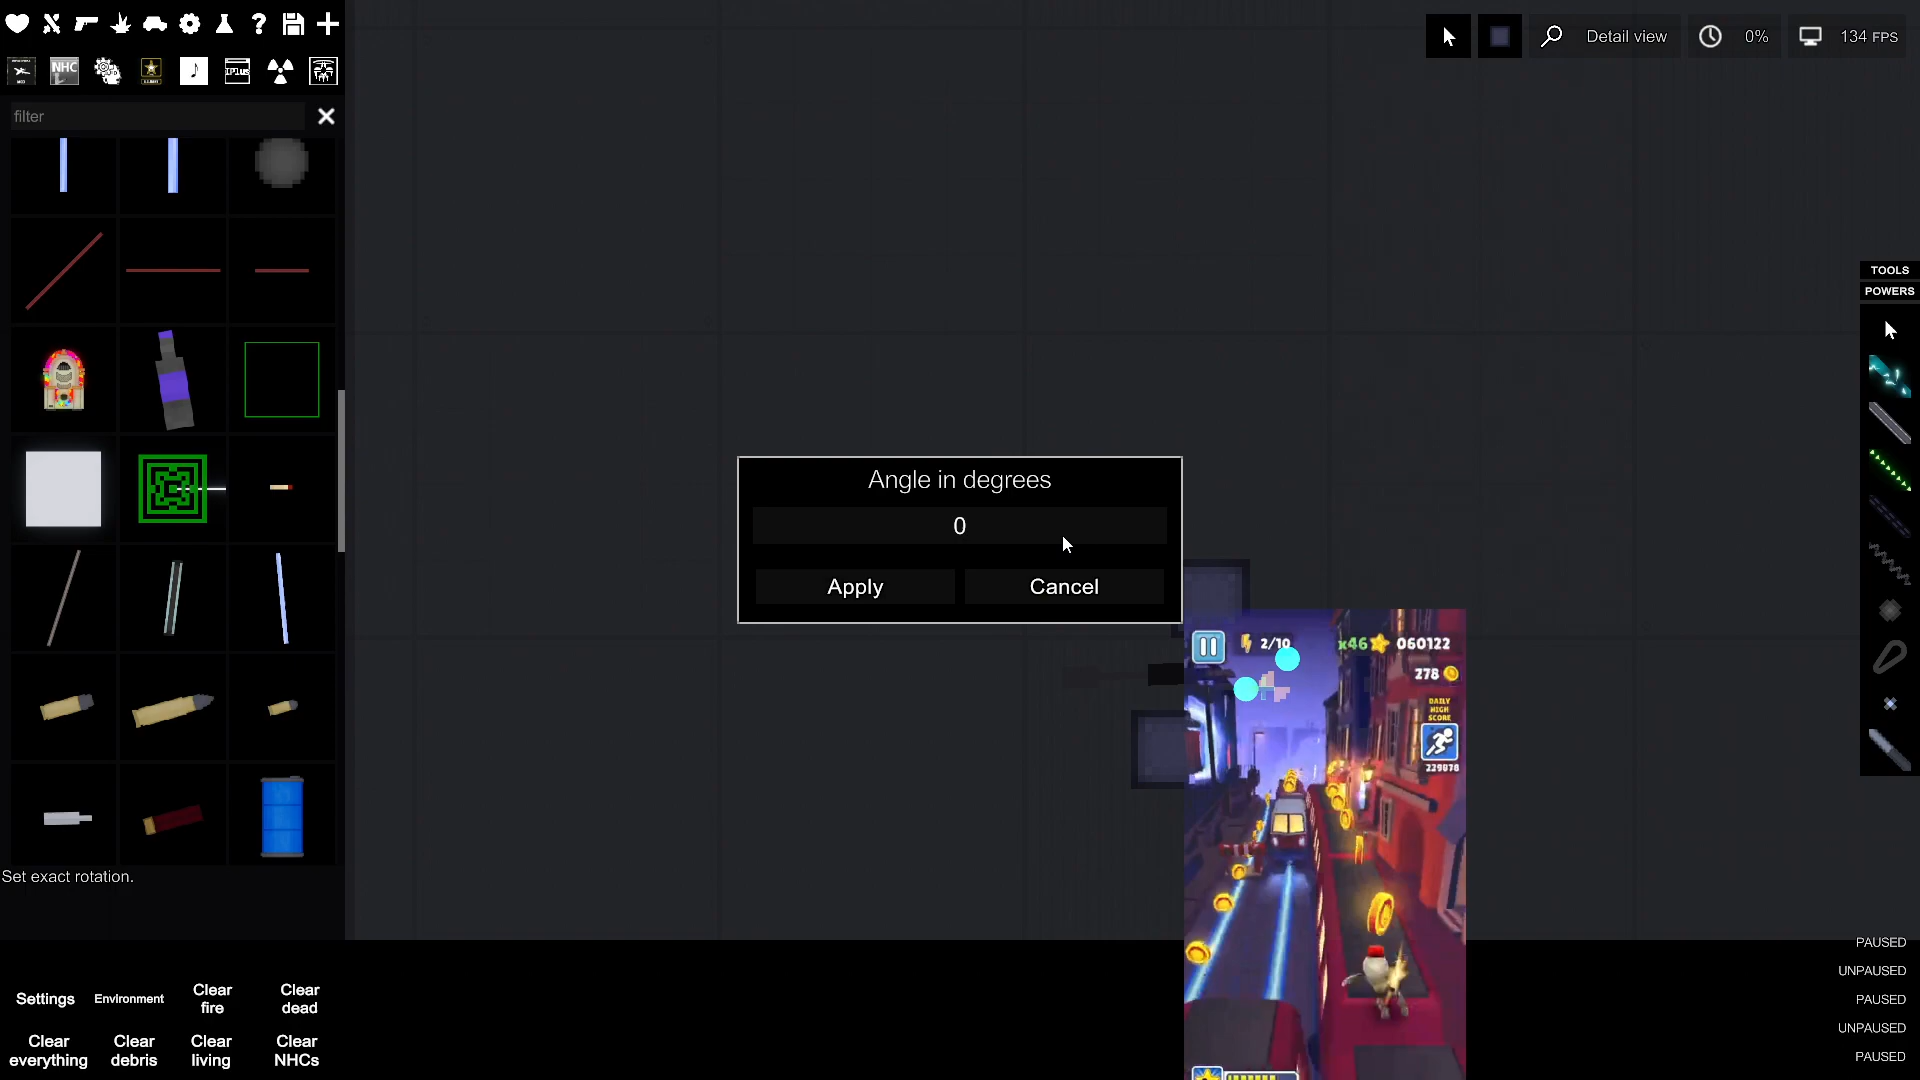 Detail view
0%
134 FPS
NHC
filter
TOOLS
POWERS
Angle in degrees
0
Apply
Cancel
2/10
x46
060122
278
DAILY
HIGH
SCORE
229876
Set exact rotation.
Settings
Environment
Clear
fire
Clear
dead
Clear
everything
Clear
debris
Clear
living
Clear
NHCs
PAUSED
UNPAUSED
PAUSED
UNPAUSED
PAUSED